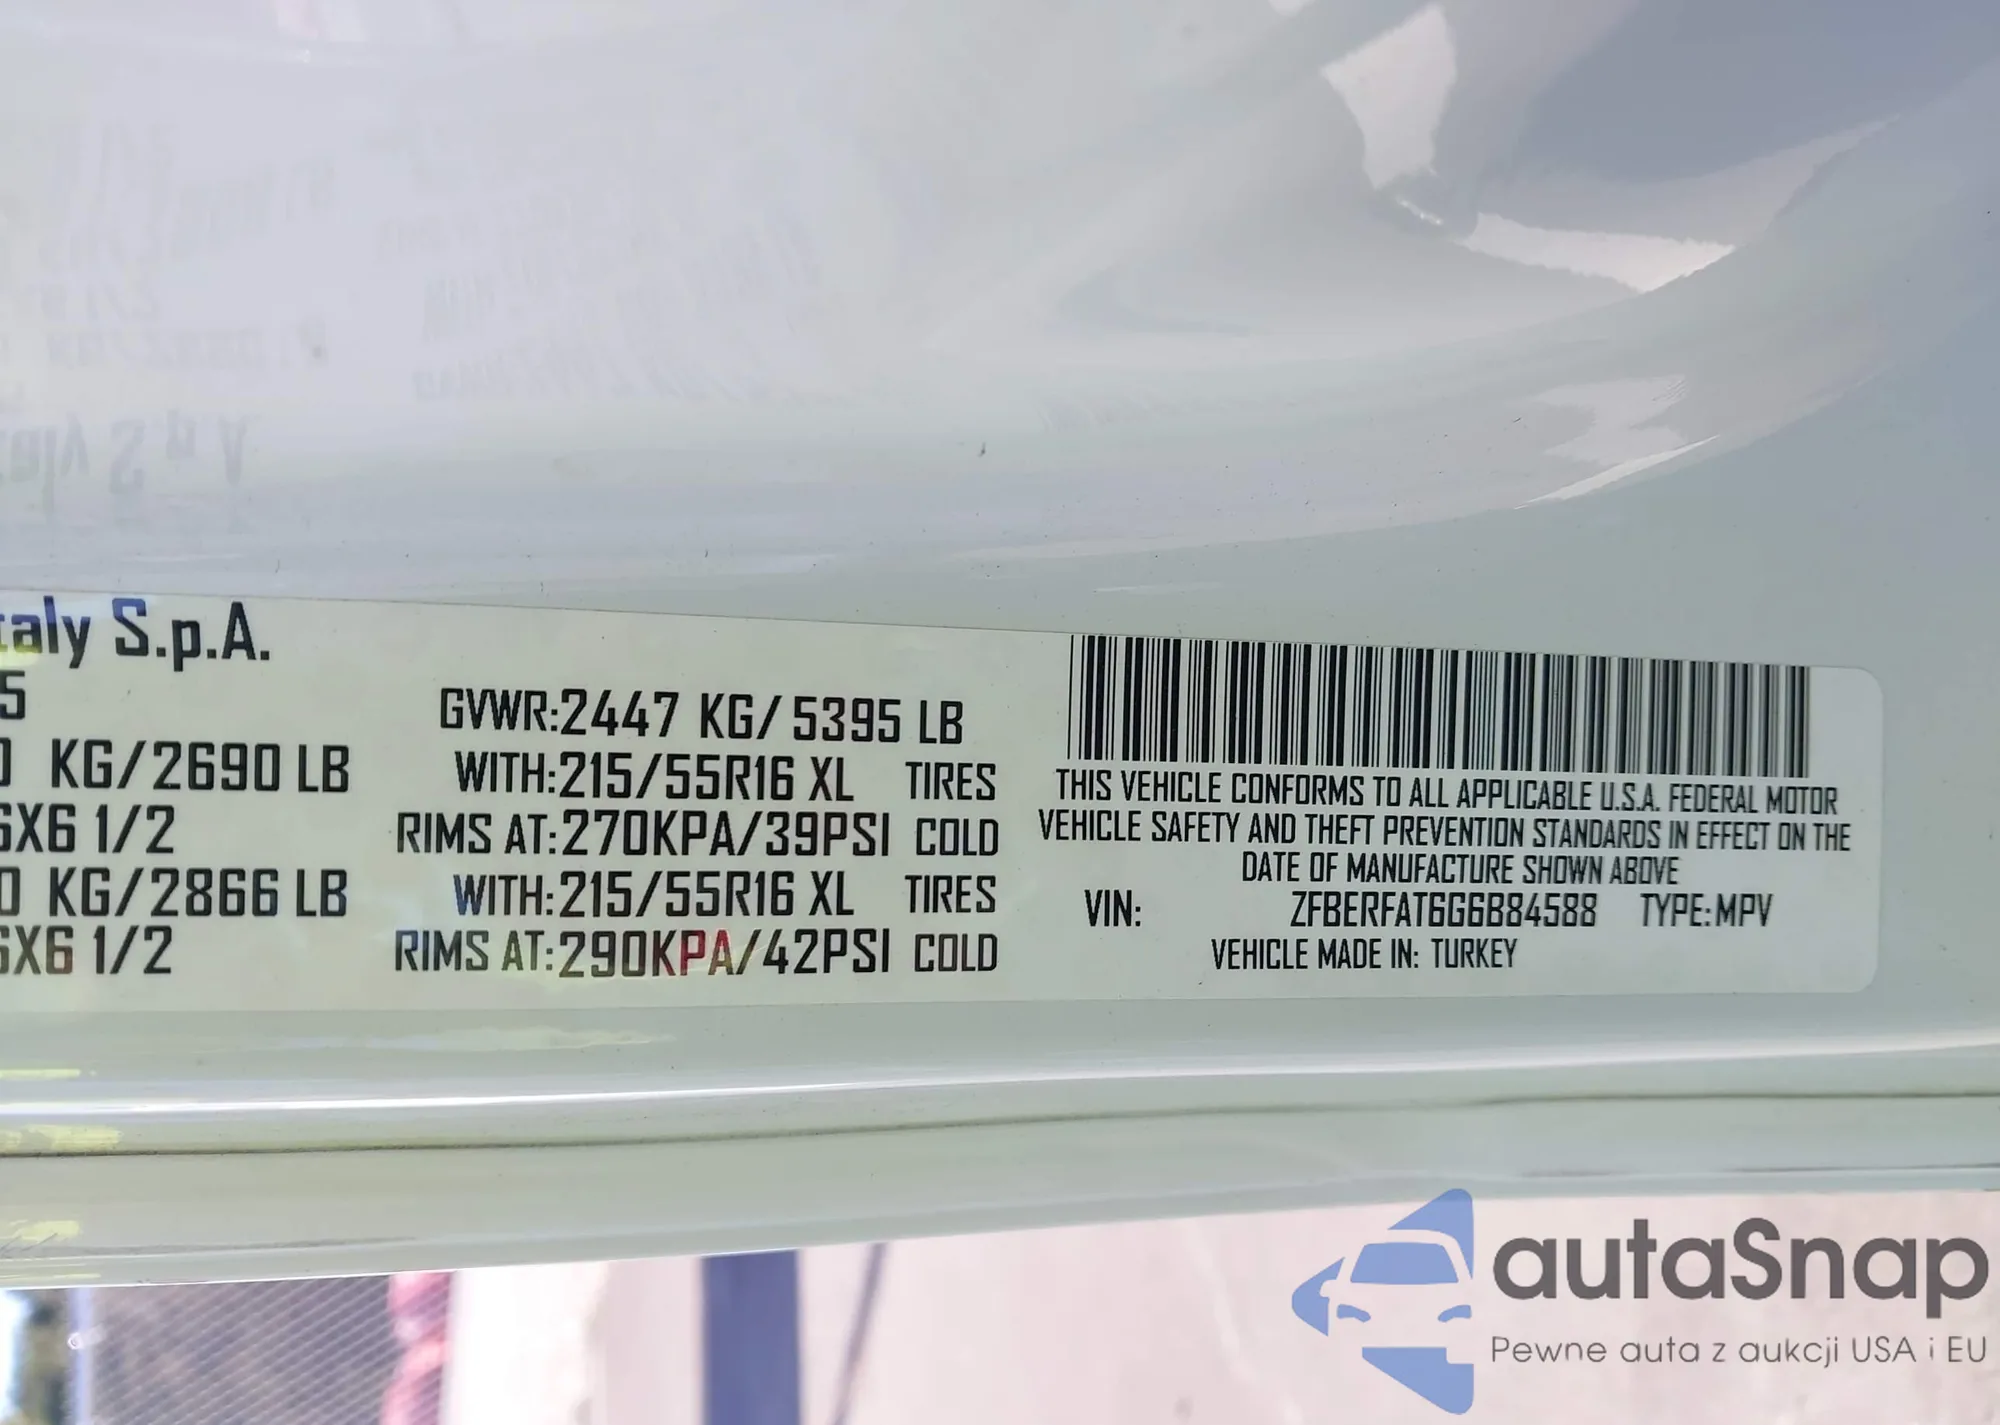 taly S.p.A.
5
0 KG/2690 LB
6X6 1/2
0 KG/2866 LB
6X6 1/2
GVWR:2447 KG/5395 LB
WITH:215/55R16 XL TIRES
RIMS AT:270KPA/39PSI COLD
WITH:215/55R16 XL TIRES
RIMS AT:290KPA/42PSI COLD
THIS VEHICLE CONFORMS TO ALL APPLICABLE U.S.A. FEDERAL MOTOR
VEHICLE SAFETY AND THEFT PREVENTION STANDARDS IN EFFECT ON THE
DATE OF MANUFACTURE SHOWN ABOVE
VIN: ZFBERFAT6G6B84588 TYPE:MPV
VEHICLE MADE IN: TURKEY
autaSnap
Pewne auta z aukcji USA i EU